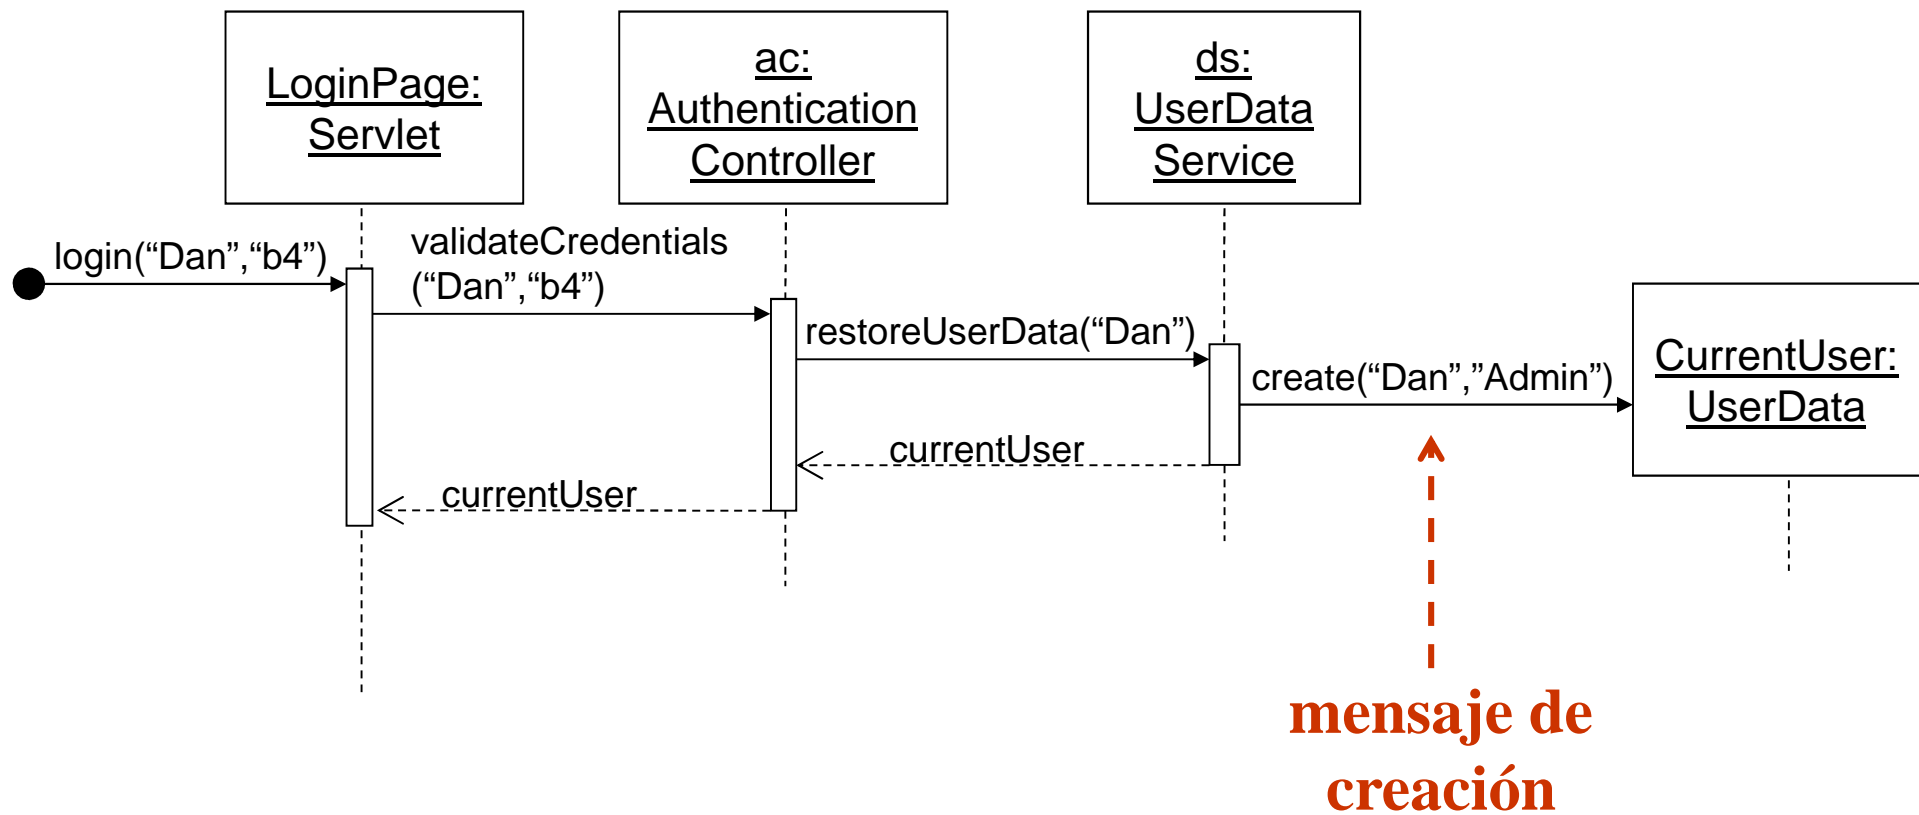 LoginPage:
Servlet
ac:
Authentication
Controller
ds:
UserData
Service
login(“Dan”,“b4”)
validateCredentials
(“Dan”,“b4”)
restoreUserData(“Dan”)
create(“Dan”,”Admin”)
CurrentUser:
UserData
currentUser
currentUser
mensaje de
creación